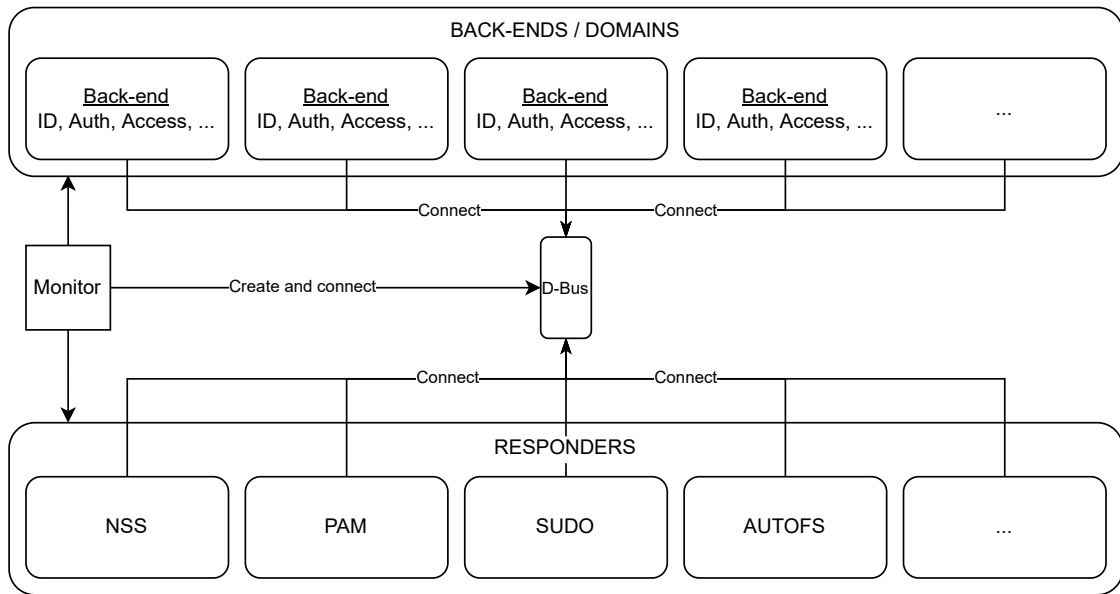 BACK-ENDS / DOMAINS
Back-end
ID, Auth, Access, ...
Back-end
ID, Auth, Access, ...
Back-end
ID, Auth, Access, ...
Back-end
ID, Auth, Access, ...
...
Connect
Connect
Monitor
Create and connect
D-Bus
Connect
Connect
RESPONDERS
NSS
PAM
SUDO
AUTOFS
...